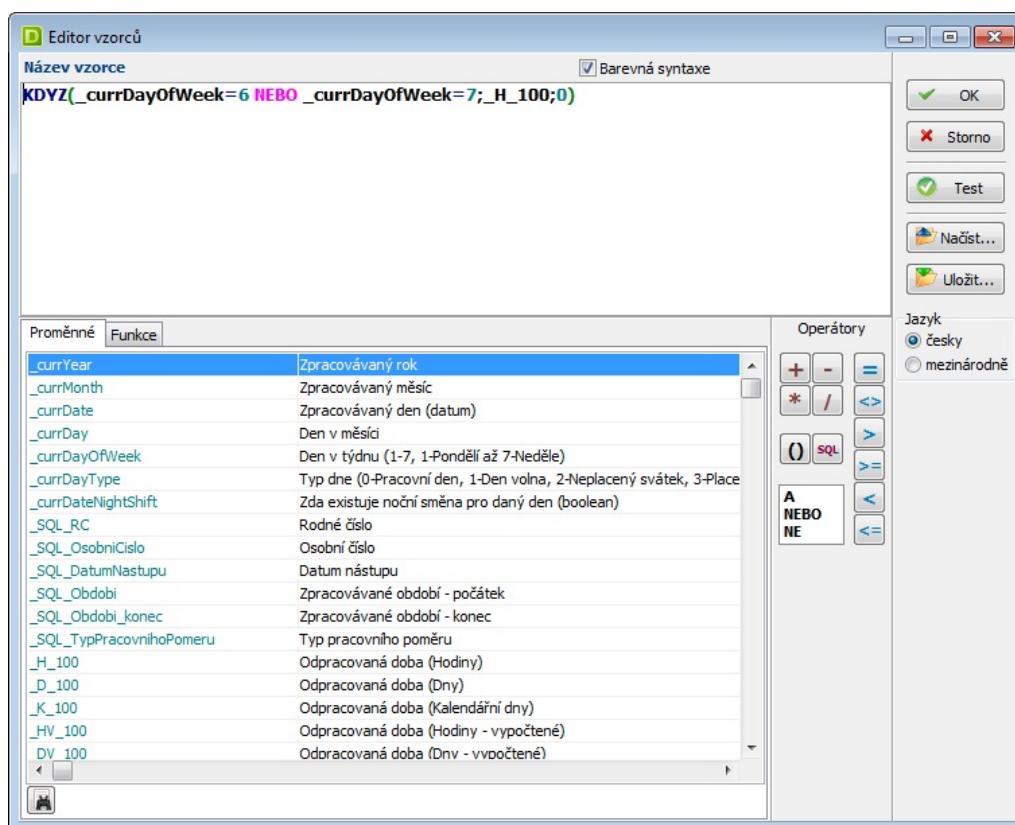 Editor vzorců
Název vzorce
Barevná syntaxe
KDYZ(_currDayOfWeek=6 NEBO _currDayOfWeek=7;_H_100;0)
OK
Storno
Test
Načíst...
Uložit...
Jazyk
česky
mezinárodně
Proměnné Funkce
_currYear Zpracovávaný rok
_currMonth Zpracovávaný měsíc
_currDate Zpracovávaný den (datum)
_currDay Den v měsíci
_currDayOfWeek Den v týdnu (1-7, 1-Pondělí až 7-Neděle)
_currDayType Typ dne (0-Pracovní den, 1-Den volna, 2-Neplacený svátek, 3-Place
_currDateNightShift Zda existuje noční směna pro daný den (boolean)
_SQL_RC Rodné číslo
_SQL_OsobniCislo Osobní číslo
_SQL_DatumNastupu Datum nástupu
_SQL_Obdobi Zpracovávané období - počátek
_SQL_Obdobi_konec Zpracovávané období - konec
_SQL_TypPracovnihoPomeru Typ pracovního poměru
_H_100 Odpracovaná doba (Hodiny)
_D_100 Odpracovaná doba (Dny)
_K_100 Odpracovaná doba (Kalendářní dny)
_HV_100 Odpracovaná doba (Hodiny - vypočtené)
_DV_100 Odpracovaná doba (Dny - vypočtené)
Operátory
+ - =
* / <>
>
() SQL
>=
A
NEBO
NE
<
<=